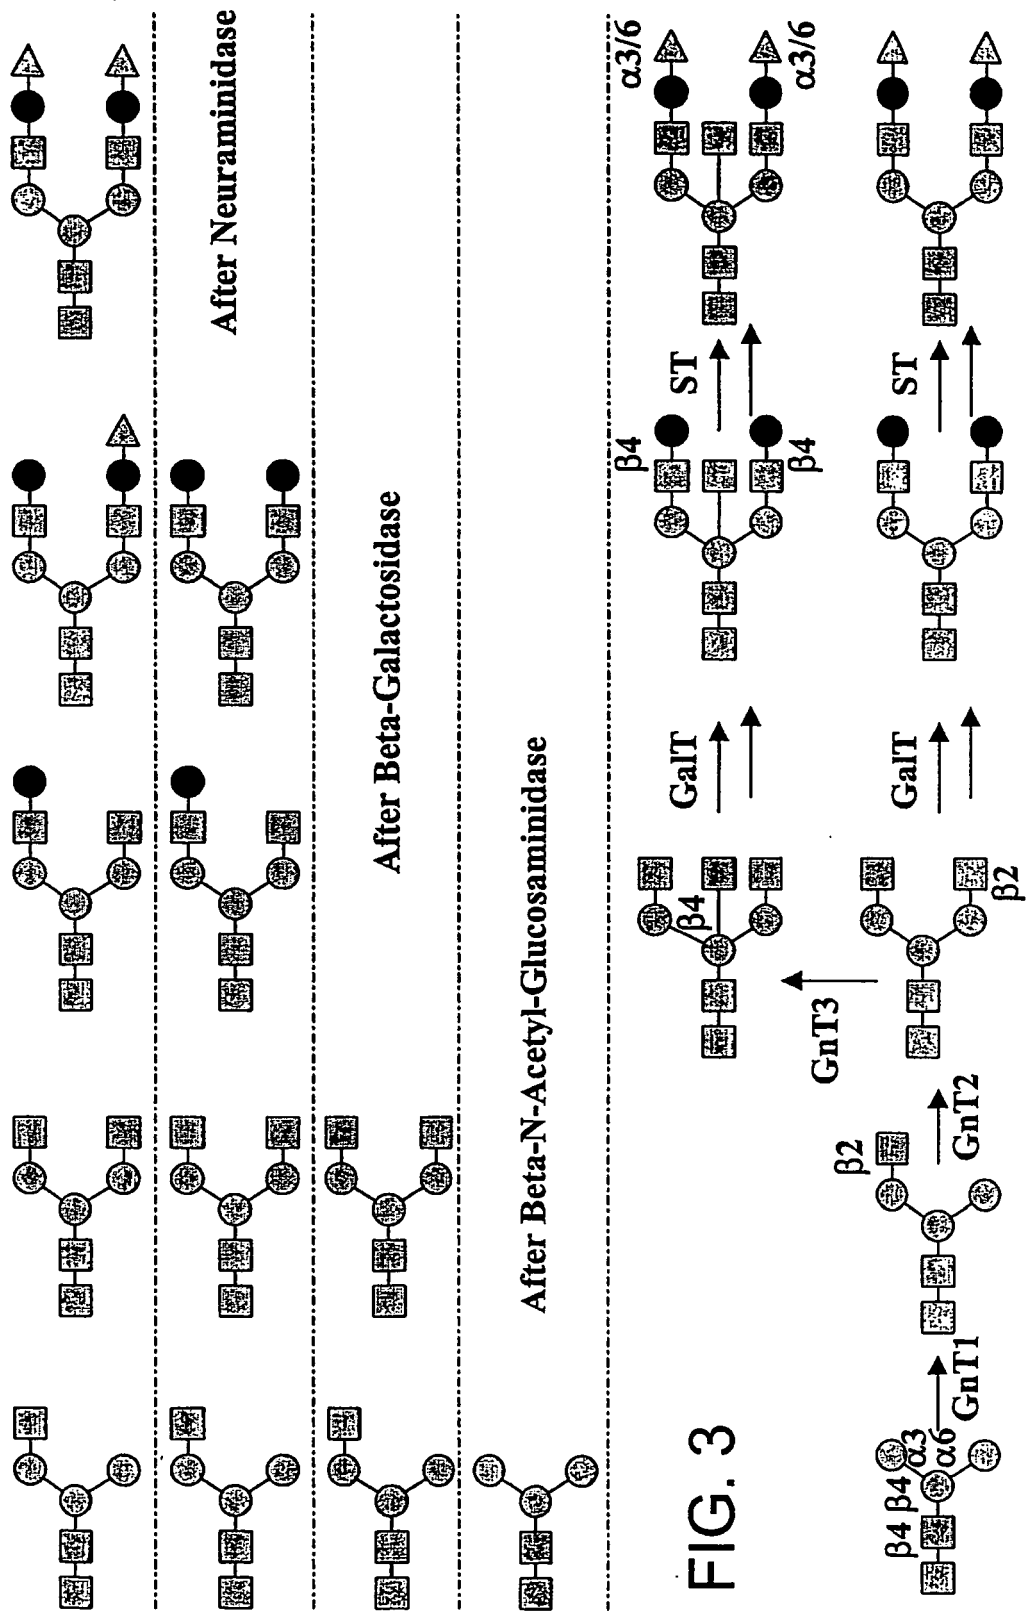 After Neuraminidase
After Beta-Galactosidase
After Beta-N-Acetyl-Glucosaminidase
FIG. 3
β4 β4 α3
α6
GnT1
β2
GnT2
GnT3
β4
β2
GalT
GalT
β4
β4
ST
ST
α3/6
α3/6